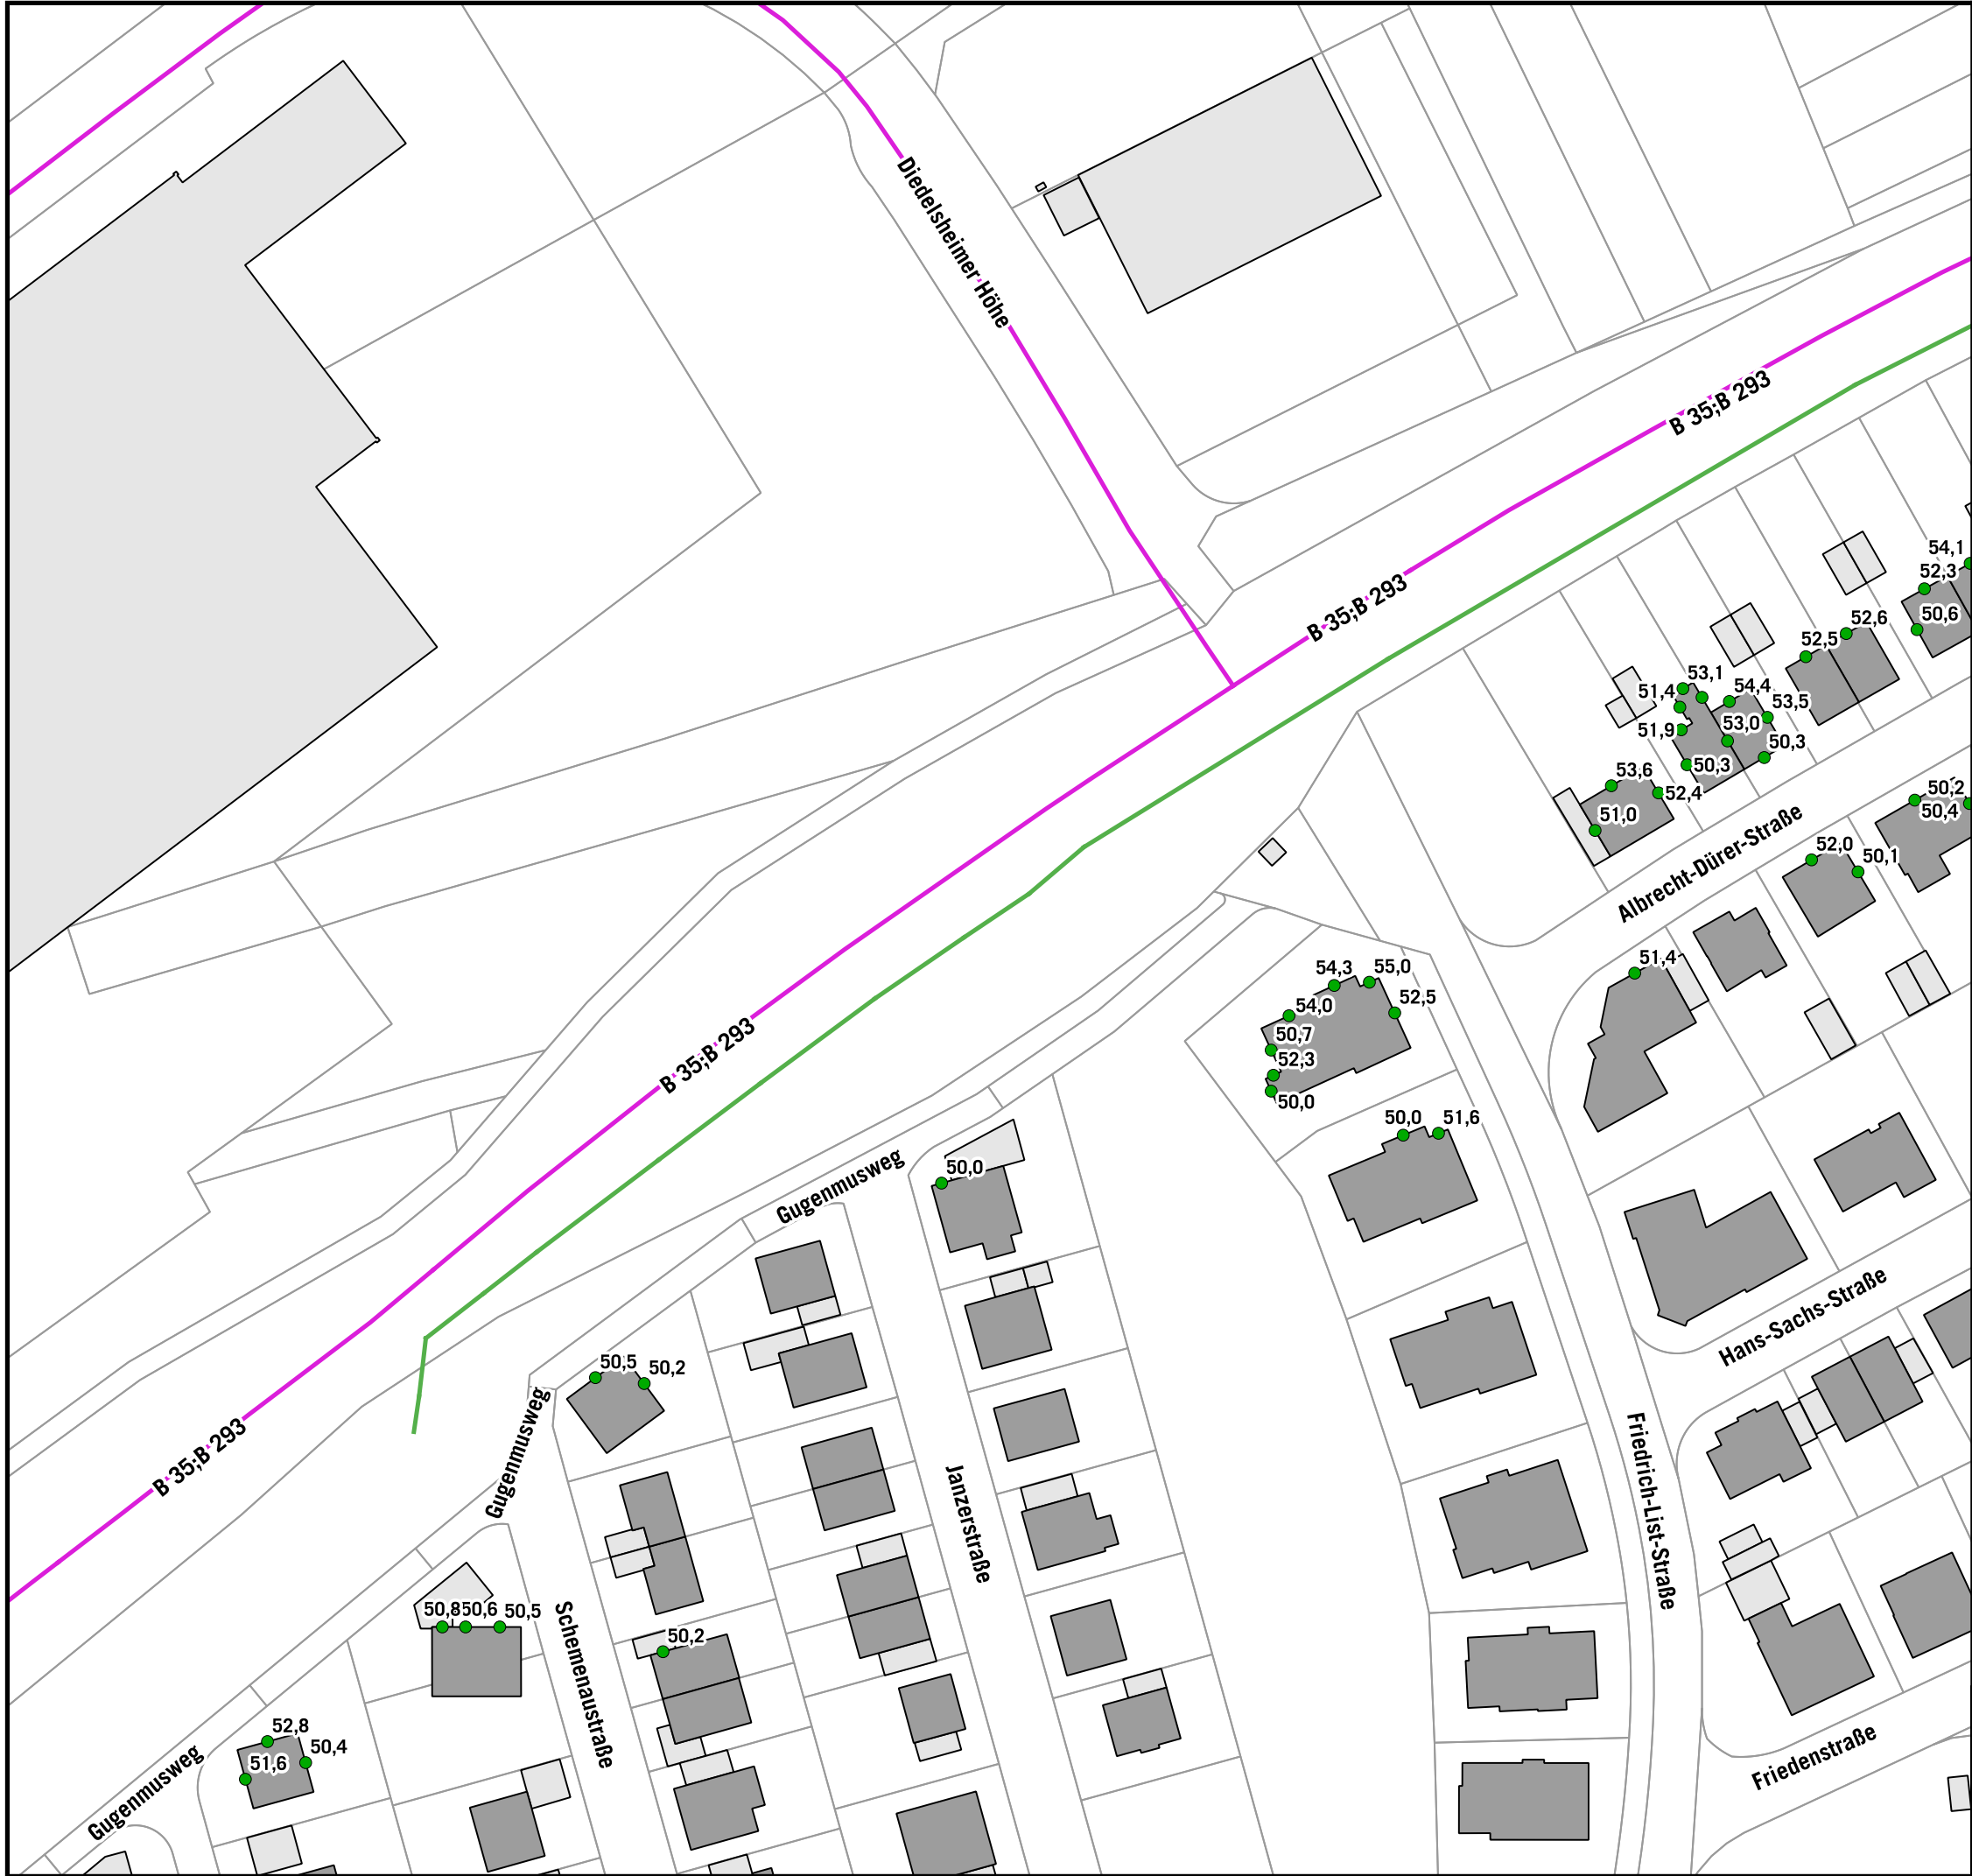 Diedelsheimer Höhe
B 35;B 293
54,1
52,3
50,6
B 35;B 293
52,6
52,5
53,1
51,4
54,4
53,5
51,9
53,0
50,3
50,3
53,6
52,4
51,0
50,2
50,4
Albrecht-Dürer-Straße
52,0
50,1
51,4
54,3
55,0
52,5
54,0
50,7
52,3
50,0
B 35;B 293
50,0
51,6
Gugenmusweg
50,0
Hans-Sachs-Straße
50,5
50,2
Gugenmusweg
B 35;B 293
Janzerstraße
Friedrich-List-Straße
50,8
50,6
50,5
Schemenaustraße
50,2
52,8
50,4
51,6
Gugenmusweg
Friedenstraße